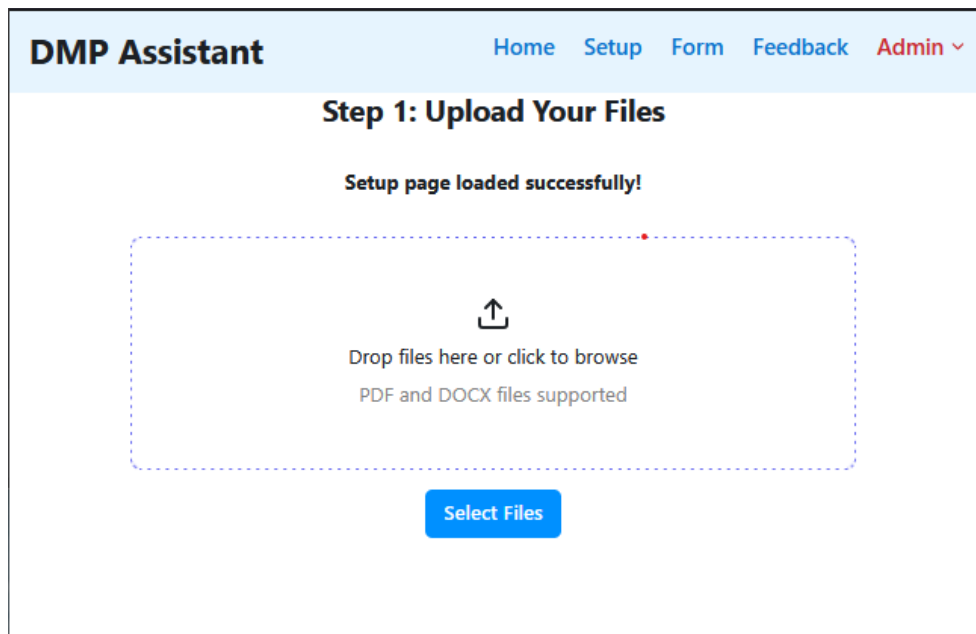 DMP Assistant Home Setup Form Feedback Admin
Step 1: Upload Your Files
Setup page loaded successfully!
Drop files here or click to browse
PDF and DOCX files supported
Select Files